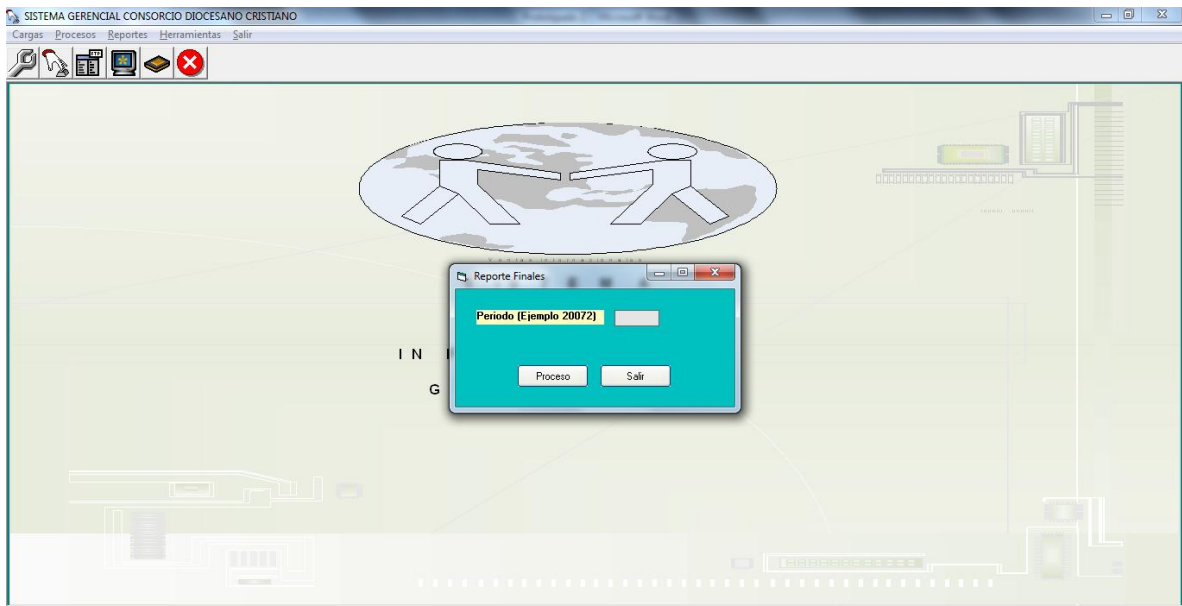 SISTEMA GERENCIAL CONSORCIO DIOCESANO CRISTIANO
Cargas Procesos Reportes Herramientas Salir
Reporte Finales
Periodo (Ejemplo 20072)
I N
G
Proceso Salir